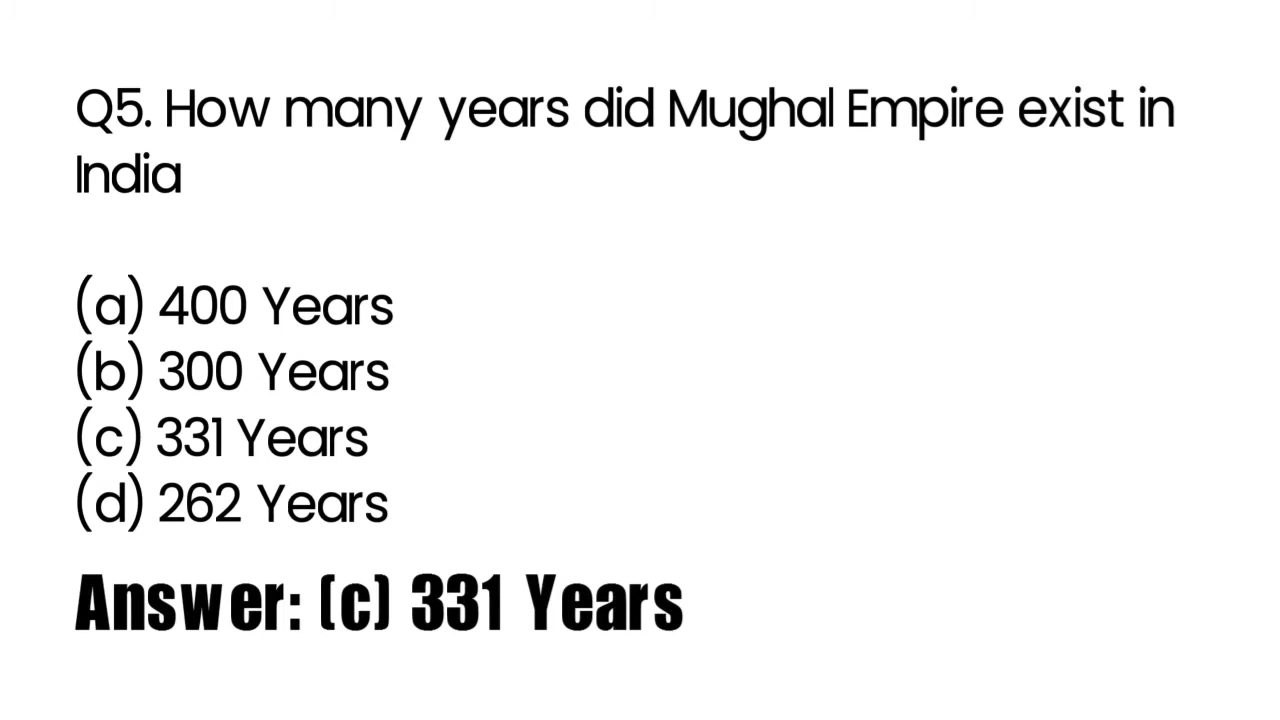 Q5. How many years did Mughal Empire exist in
India
(a) 400 Years
(b) 300 Years
(c) 331 Years
(d) 262 Years
Answer: (c) 331 Years